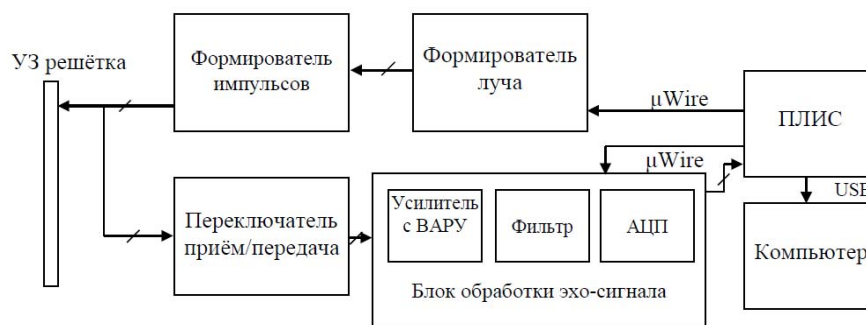 УЗ решётка
Формирователь
импульсов
Формирователь
луча
μWire
ПЛИС
μWire
USB
Переключатель
приём/передача
Усилитель
с ВАРУ
Фильтр
АЦП
Блок обработки эхо-сигнала
Компьютер